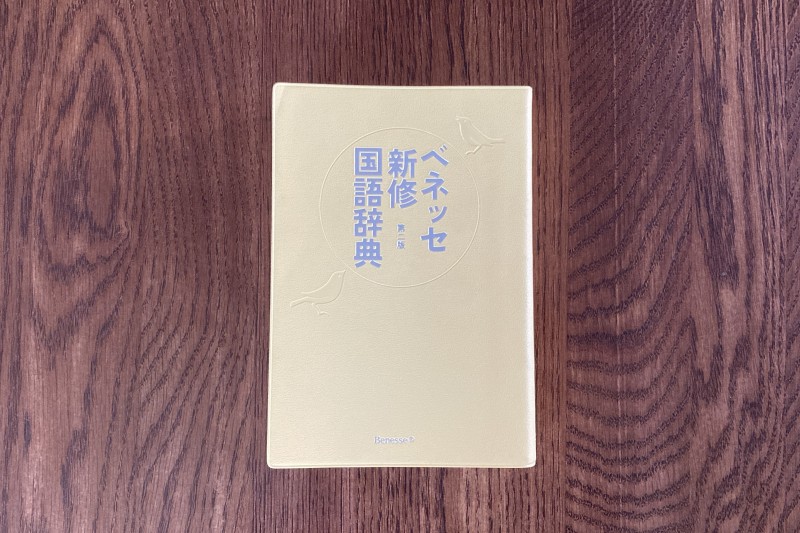 ベネッセ
新修
第二版
国語辞典
Benesse